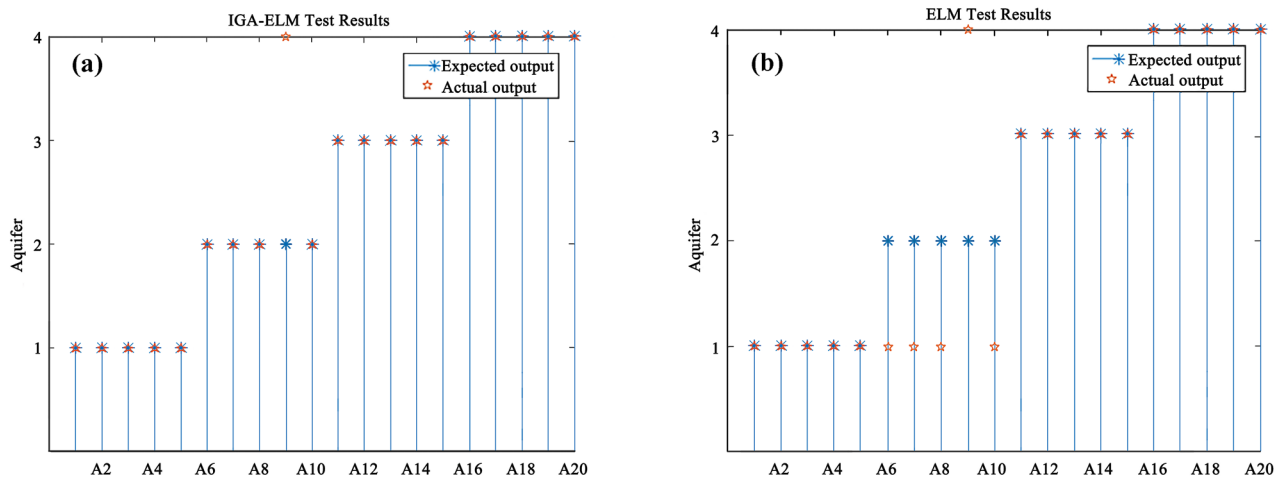 IGA-ELM Test Results
(a)
Expected output
Actual output
4
3
2
1
Aquifer
A2 A4 A6 A8 A10 A12 A14 A16 A18 A20
ELM Test Results
(b)
Expected output
Actual output
4
3
2
1
Aquifer
A2 A4 A6 A8 A10 A12 A14 A16 A18 A20